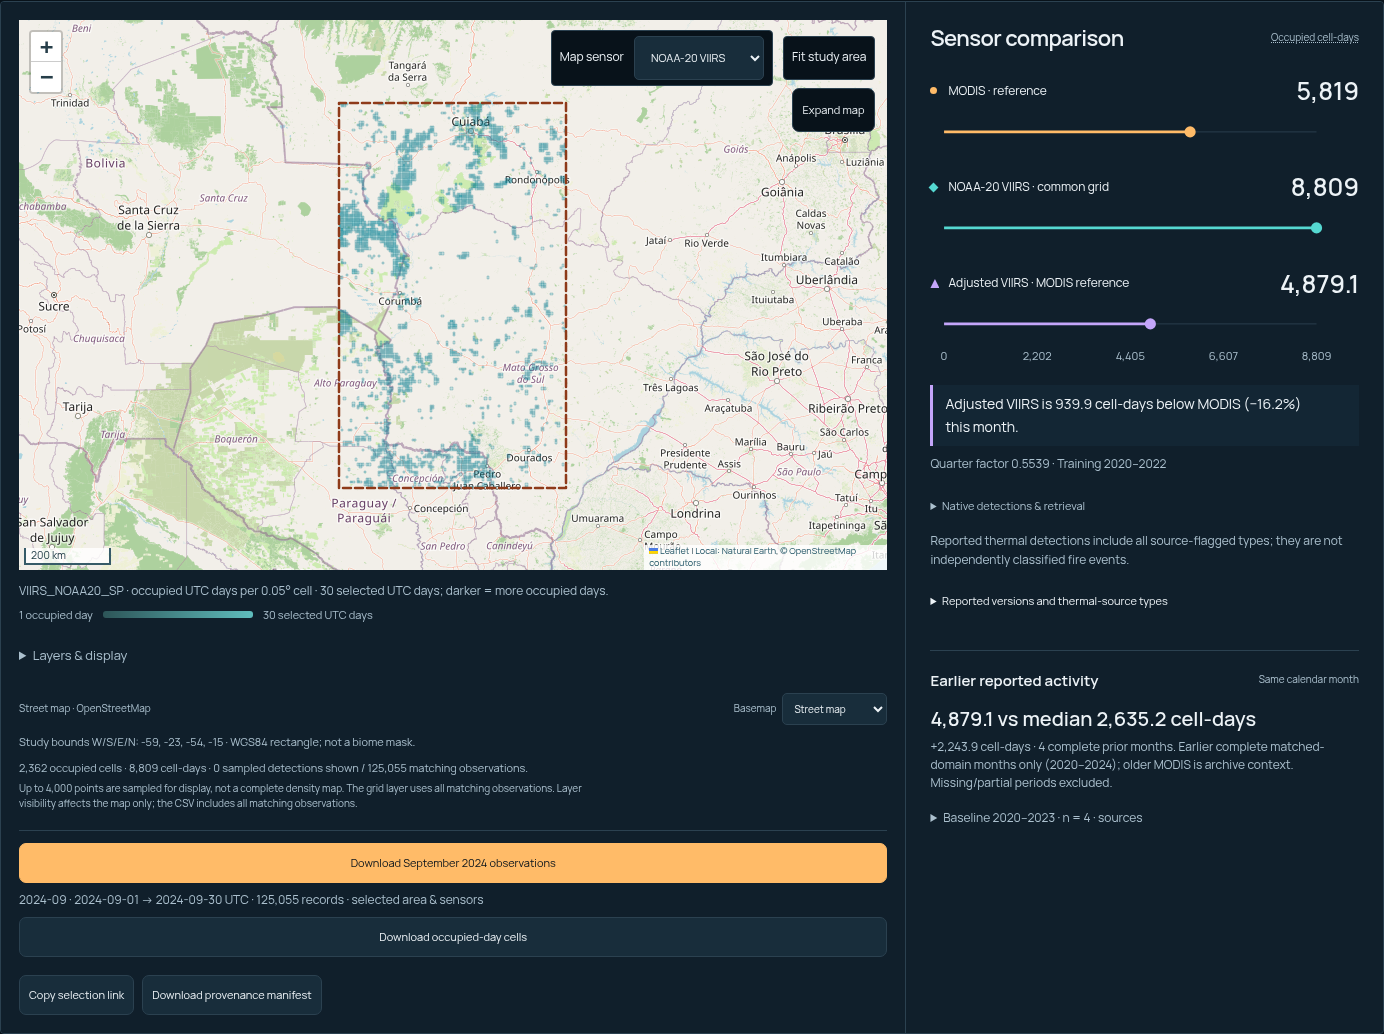 Beni
Trinidad
Bolivia
Santa Cruz
Santa Cruz
de la Sierra
chabamba
Sucre
Potosí
Chuquisaca
Tarija
Tarija
Boquerón
Alto Paraguay
San Salvador
de Jujuy
200 km
Tangará
da Serra
Cuiabá
Rondonópolis
Corumbá
Mato Grosso
do Sul
Dourados
Pedro
Juan Caballero
Concepción
Paraguay /
Paraguái
Concepción
San Pedro
Canindeyú
Map sensor
NOAA-20 VIIRS
Fit study area
Expand map
Brasília
Goiás
Anápolis
Luziânia
Goiânia
Caldas
Novas
Jataí
Rio Verde
Itumbiara
Catalão
Uberlândia
Ituiutaba
Uberaba
São José do
Rio Preto
Franca
Três Lagoas
Araçatuba
Ribeirão Preto
São Carlos
Marília
Bauru
Jaú
Presidente
Prudente
Assis
São Paulo
Camp
Ourinhos
Tatuí
Itu
Londrina
Umuarama
Itapetininga
Campo
Leaflet | Local: Natural Earth, © OpenStreetMap
contributors
VIIRS_NOAA20_SP · occupied UTC days per 0.05° cell · 30 selected UTC days; darker = more occupied days.
1 occupied day
30 selected UTC days
Layers & display
Street map · OpenStreetMap
Basemap
Street map
Study bounds W/S/E/N: -59, -23, -54, -15 · WGS84 rectangle; not a biome mask.
2,362 occupied cells · 8,809 cell-days · 0 sampled detections shown / 125,055 matching observations.
Up to 4,000 points are sampled for display, not a complete density map. The grid layer uses all matching observations. Layer
visibility affects the map only; the CSV includes all matching observations.
Download September 2024 observations
2024-09 · 2024-09-01 → 2024-09-30 UTC · 125,055 records · selected area & sensors
Download occupied-day cells
Copy selection link
Download provenance manifest
Sensor comparison
Occupied cell-days
MODIS · reference
5,819
NOAA-20 VIIRS · common grid
8,809
Adjusted VIIRS · MODIS reference
4,879.1
0
2,202
4,405
6,607
8,809
Adjusted VIIRS is 939.9 cell-days below MODIS (−16.2%)
this month.
Quarter factor 0.5539 · Training 2020–2022
Native detections & retrieval
Reported thermal detections include all source-flagged types; they are not
independently classified fire events.
Reported versions and thermal-source types
Earlier reported activity
Same calendar month
4,879.1 vs median 2,635.2 cell-days
+2,243.9 cell-days · 4 complete prior months. Earlier complete matched-
domain months only (2020–2024); older MODIS is archive context.
Missing/partial periods excluded.
Baseline 2020–2023 · n = 4 · sources